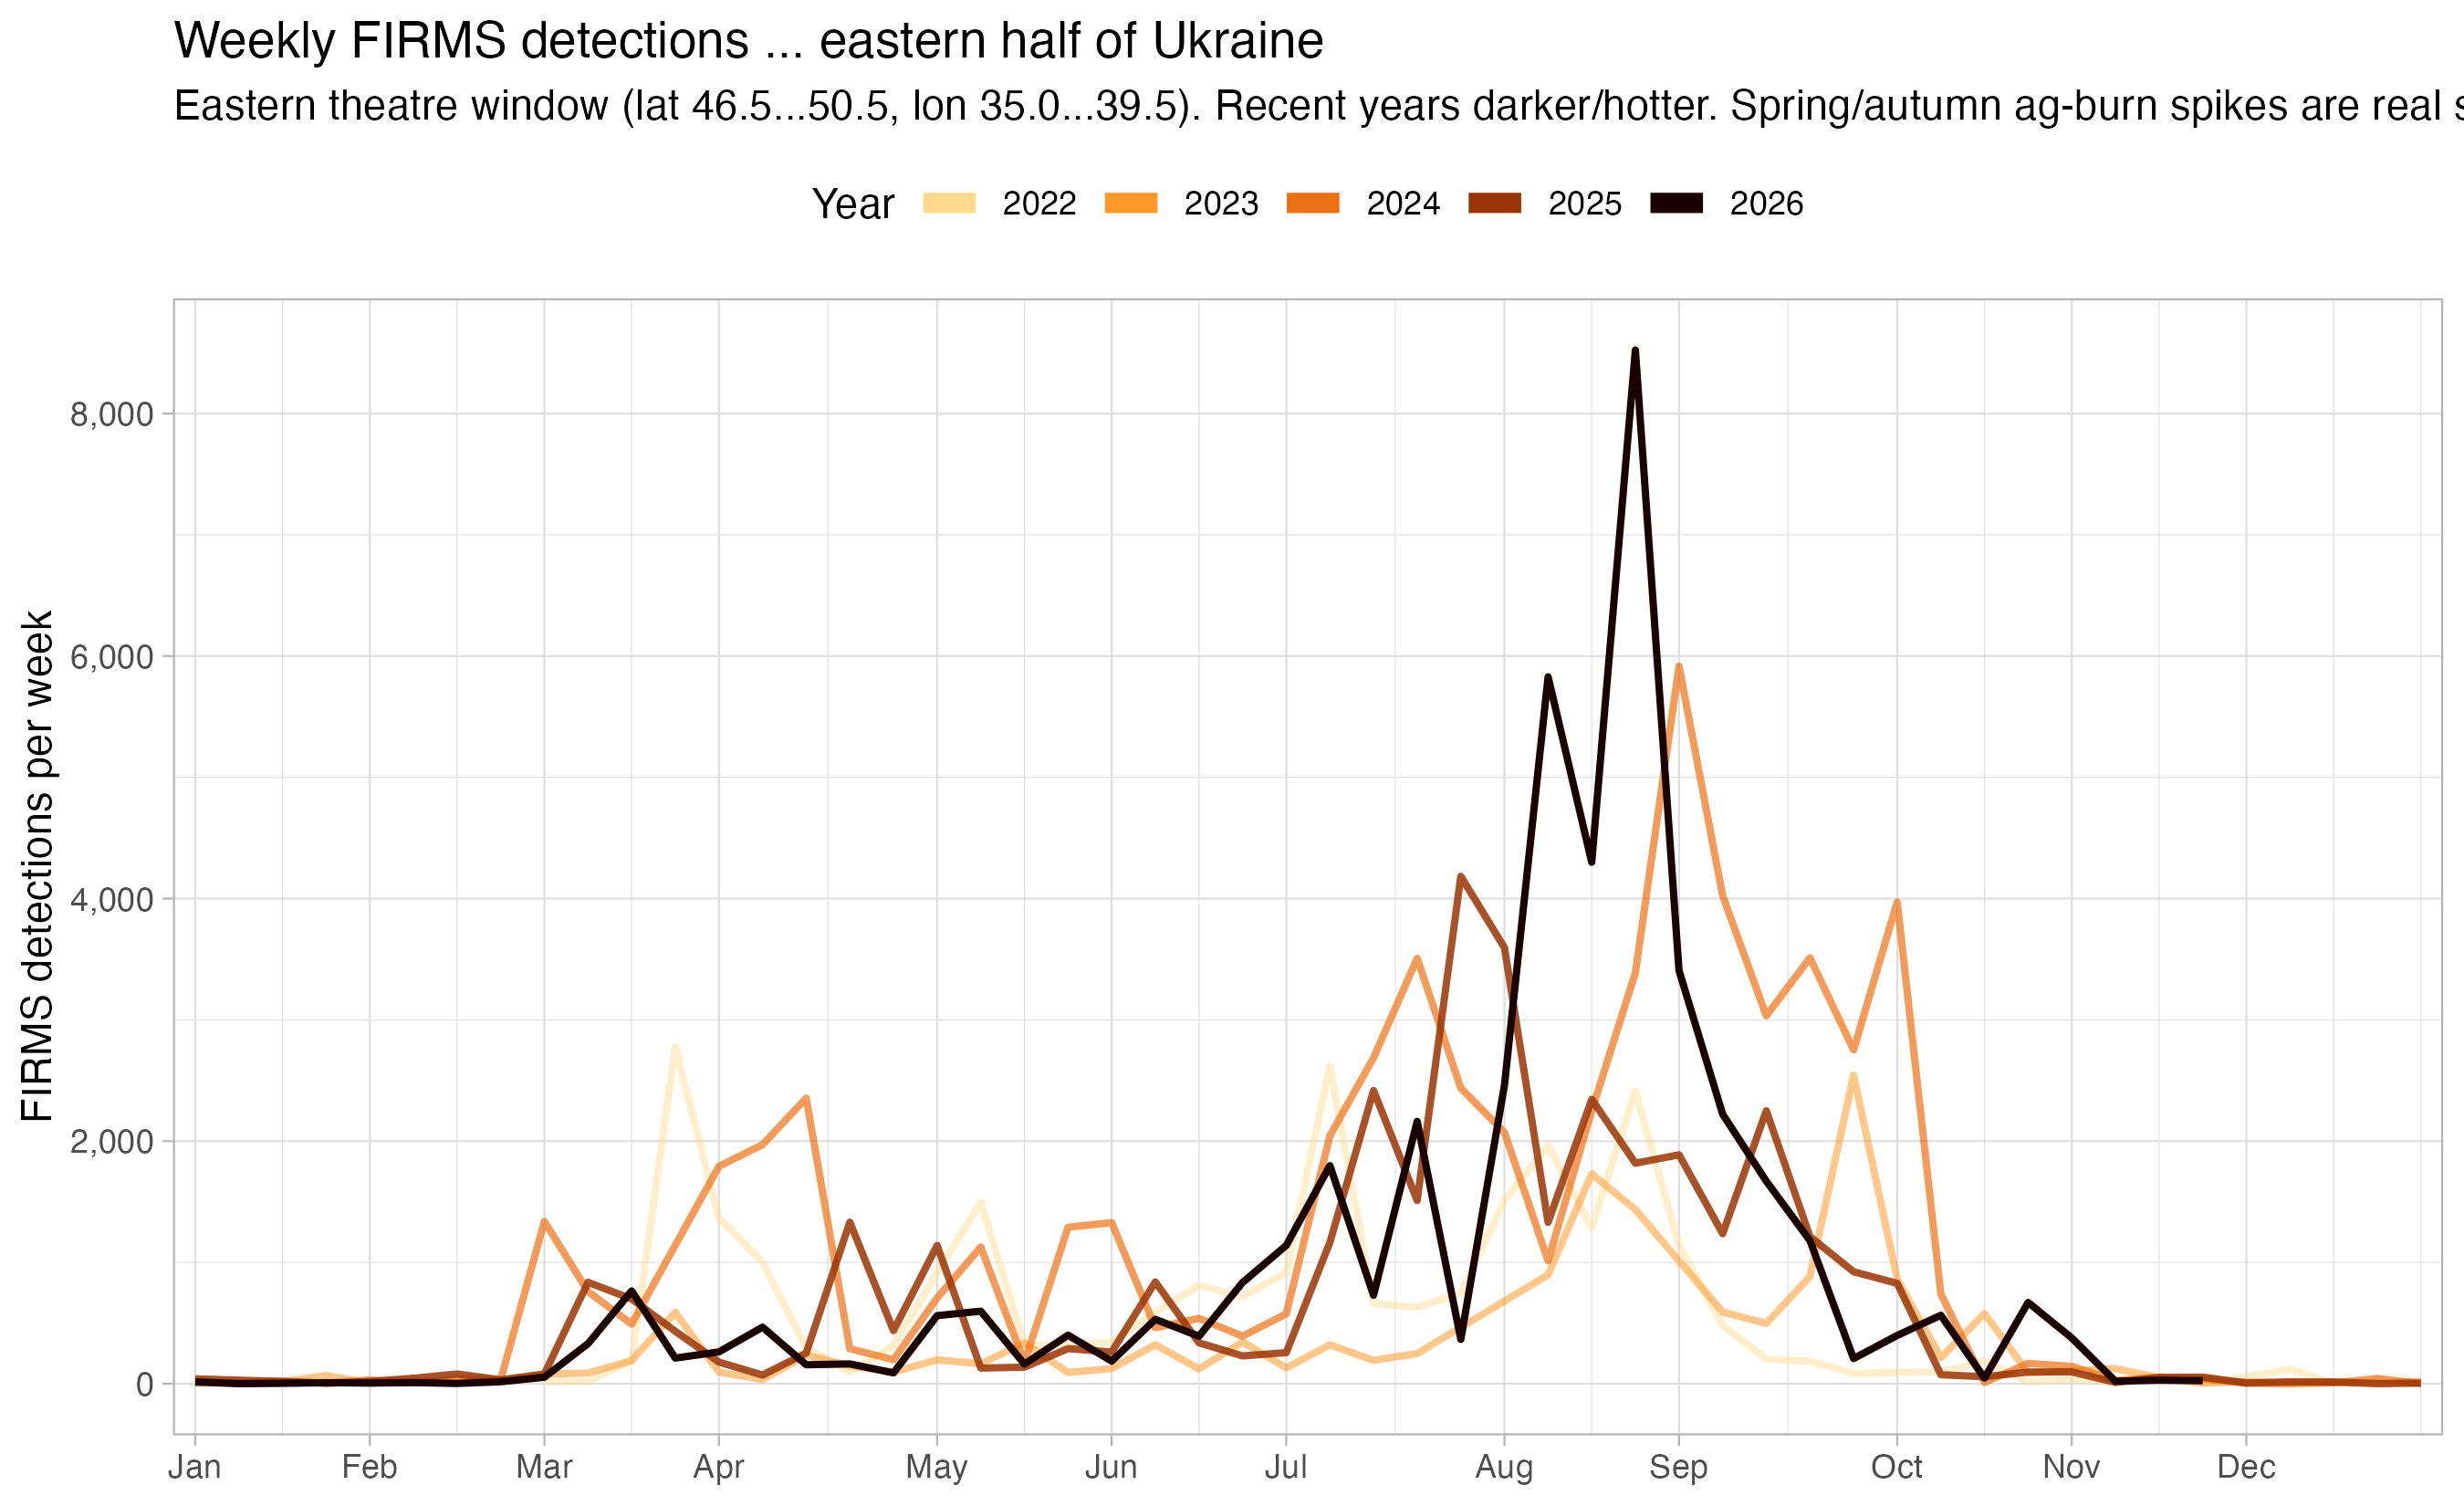 Weekly FIRMS detections ... eastern half of Ukraine
Eastern theatre window (lat 46.5...50.5, lon 35.0...39.5). Recent years darker/hotter. Spring/autumn ag-burn spikes are real
Year 2022 2023 2024 2025 2026
FIRMS detections per week
8,000
6,000
4,000
2,000
0
Jan Feb Mar Apr May Jun Jul Aug Sep Oct Nov Dec